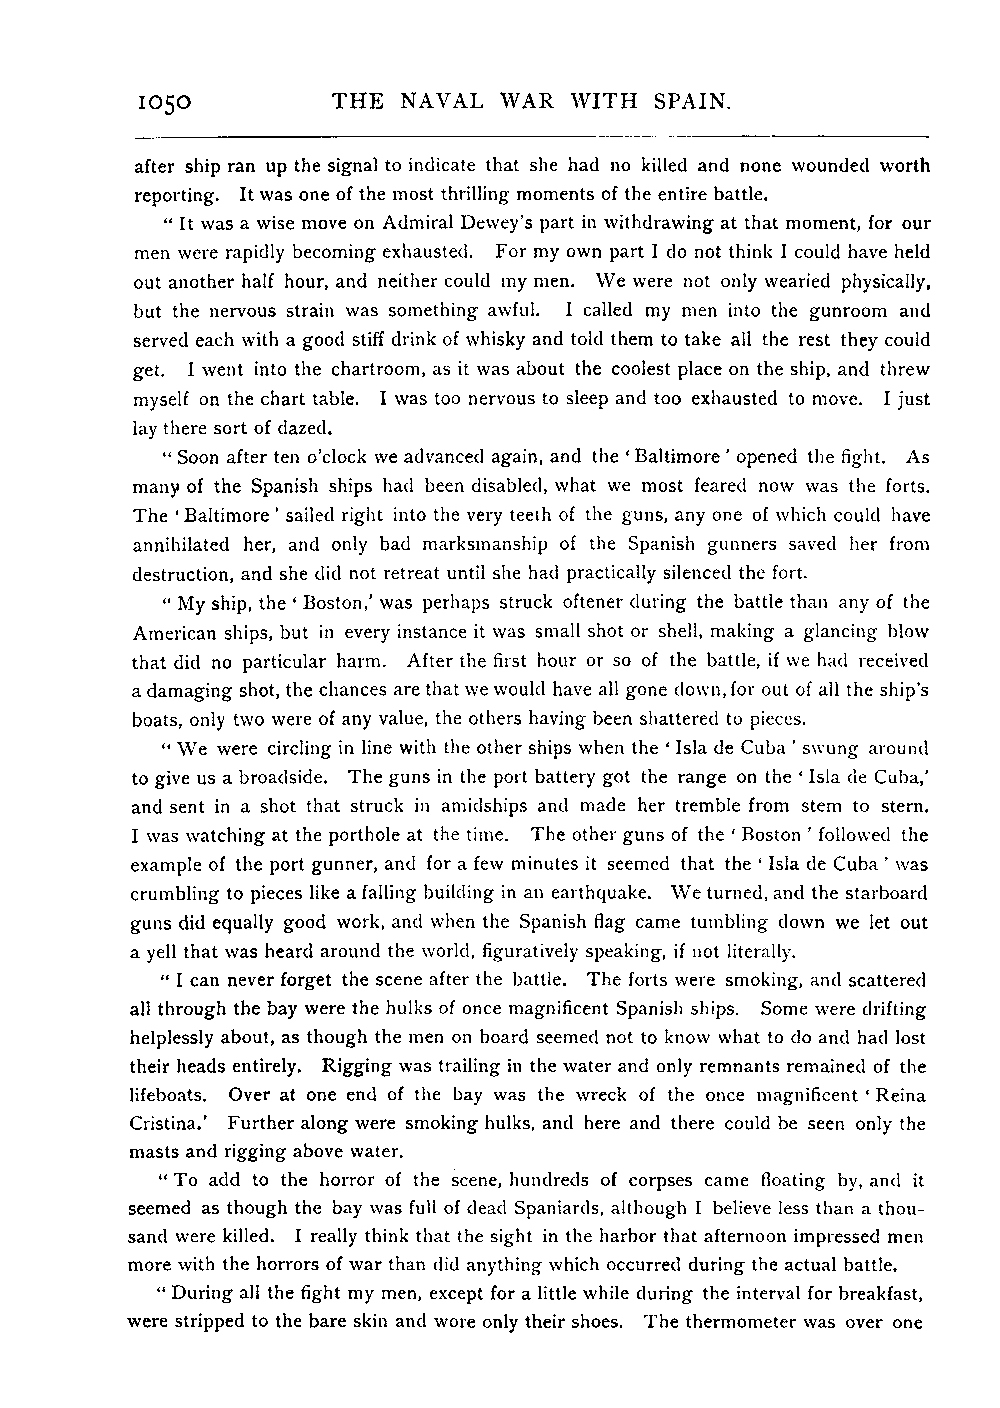 1050 THE NAVAL WAR WITH SPAIN.
after ship ran up the signal to indicate that she had no killed and none wounded worth
reporting. It was one of the most thrilling moments of the entire battle.
“ It was a wise move on Admiral Dewey's part in withdrawing at that moment, for our
men were rapidly becoming exhausted. For my own part I do not think I could have held
out another half hour, and neither could my men. We were not only wearied physically,
but the nervous strain was something awful. I called my men into the gunroom and
served each with a good stiff drink of whisky and told them to take all the rest they could
get. I went into the chartroom, as it was about the coolest place on the ship, and threw
myself on the chart table. I was too nervous to sleep and too exhausted to move. I just
lay there sort of dazed.
“ Soon after ten o'clock we advanced again, and the ‘ Baltimore ’ opened the fight. As
many of the Spanish ships had been disabled, what we most feared now was the forts.
The ‘ Baltimore ’ sailed right into the very teeth of the guns, any one of which could have
annihilated her, and only bad marksmanship of the Spanish gunners saved her from
destruction, and she did not retreat until she had practically silenced the fort.
“ My ship, the ‘ Boston,’ was perhaps struck oftener during the battle than any of the
American ships, but in every instance it was small shot or shell, making a glancing blow
that did no particular harm. After the first hour or so of the battle, if we had received
a damaging shot, the chances are that we would have all gone down, for out of all the ship's
boats, only two were of any value, the others having been shattered to pieces.
“ We were circling in line with the other ships when the ‘ Isla de Cuba ’ swung around
to give us a broadside. The guns in the port battery got the range on the ‘ Isla de Cuba,’
and sent in a shot that struck in amidships and made her tremble from stem to stern.
I was watching at the porthole at the time. The other guns of the ‘ Boston ’ followed the
example of the port gunner, and for a few minutes it seemed that the ‘ Isla de Cuba ’ was
crumbling to pieces like a falling building in an earthquake. We turned, and the starboard
guns did equally good work, and when the Spanish flag came tumbling down we let out
a yell that was heard around the world, figuratively speaking, if not literally.
“ I can never forget the scene after the battle. The forts were smoking, and scattered
all through the bay were the hulks of once magnificent Spanish ships. Some were drifting
helplessly about, as though the men on board seemed not to know what to do and had lost
their heads entirely. Rigging was trailing in the water and only remnants remained of the
lifeboats. Over at one end of the bay was the wreck of the once magnificent ‘ Reina
Cristina.’ Further along were smoking hulks, and here and there could be seen only the
masts and rigging above water.
“ To add to the horror of the scene, hundreds of corpses came floating by, and it
seemed as though the bay was full of dead Spaniards, although I believe less than a thou-
sand were killed. I really think that the sight in the harbor that afternoon impressed men
more with the horrors of war than did anything which occurred during the actual battle.
“ During all the fight my men, except for a little while during the interval for breakfast,
were stripped to the bare skin and wore only their shoes. The thermometer was over one